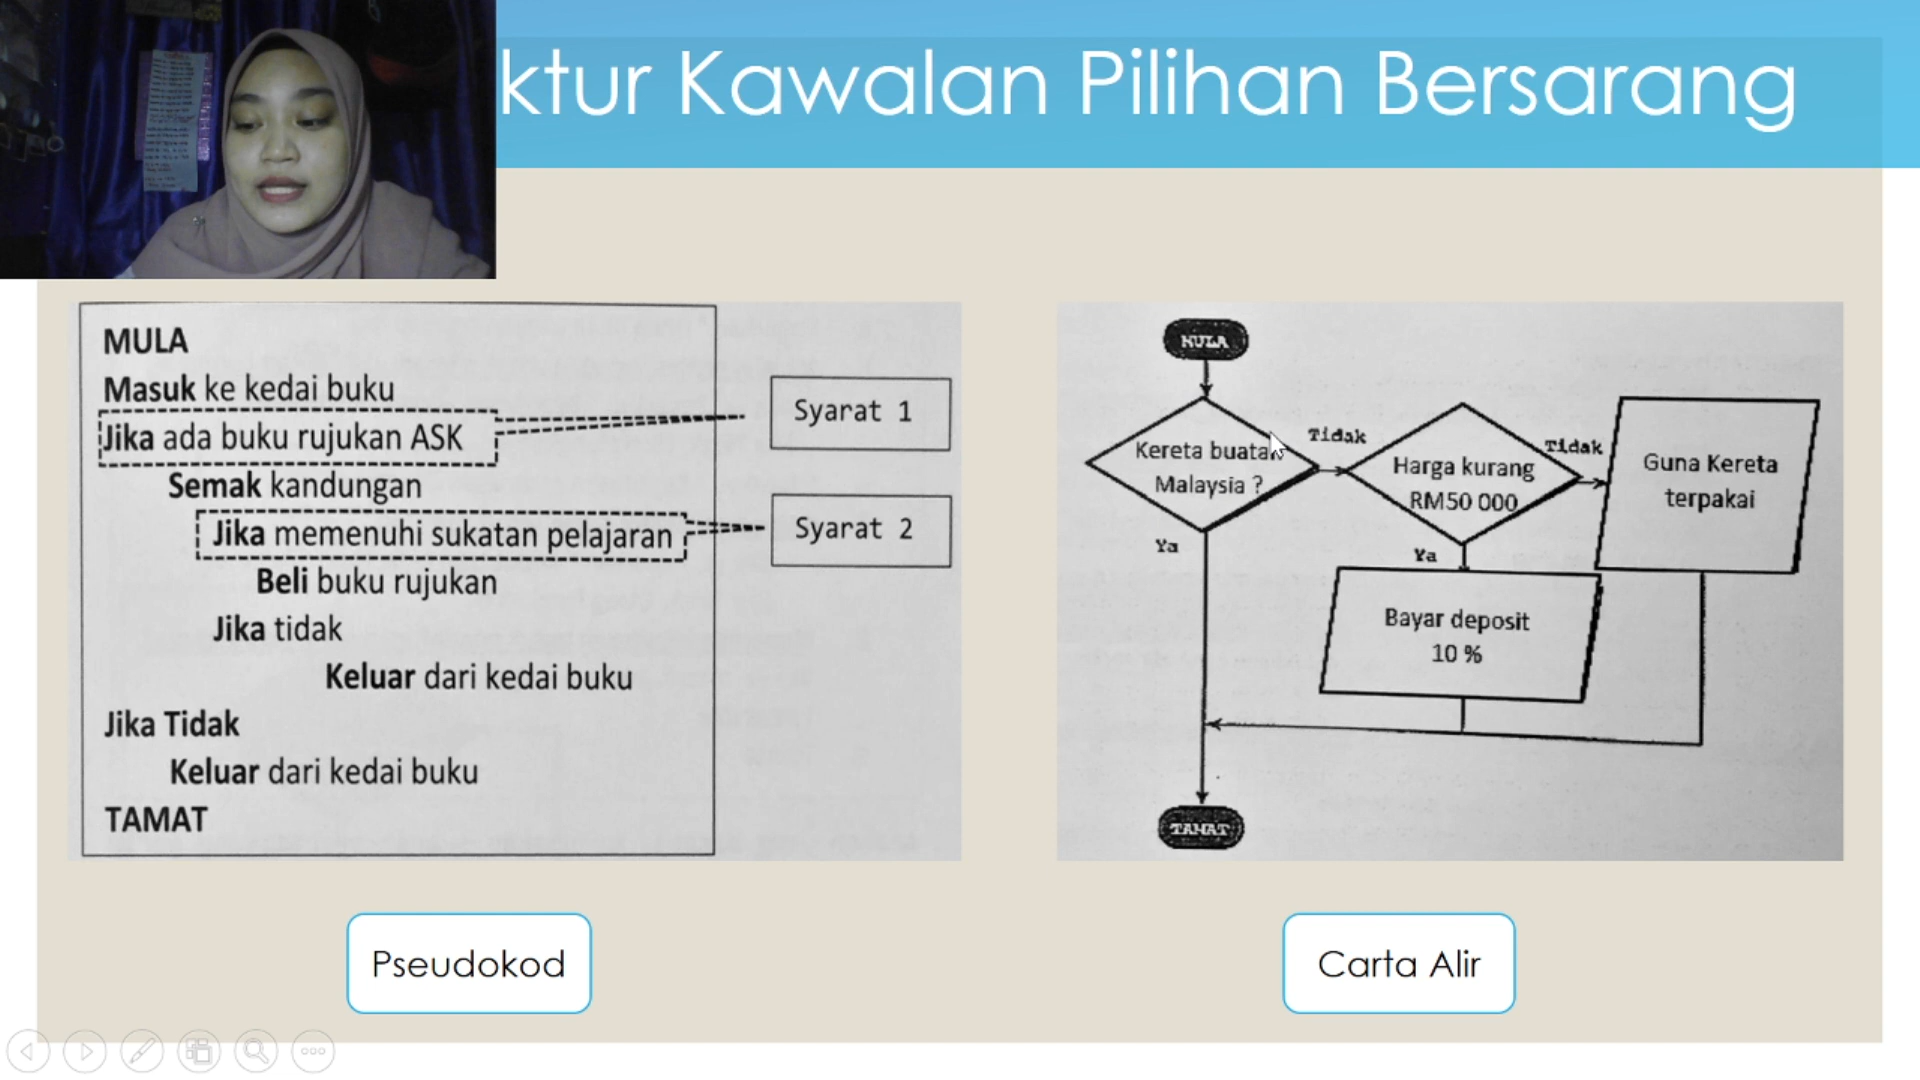 ktur Kawalan Pilihan Bersarang
MULA
Masuk ke kedai buku
Jika ada buku rujukan ASK
Semak kandungan
Jika memenuhi sukatan pelajaran
Beli buku rujukan
Jika tidak
Keluar dari kedai buku
Jika Tidak
Keluar dari kedai buku
TAMAT
Syarat 1
Syarat 2
Pseudokod
MULA
Kereta buatan
Malaysia ?
Tidak
Ya
Harga kurang
RM50 000
Tidak
Ya
Guna Kereta
terpakai
Bayar deposit
10 %
TAMAT
Carta Alir